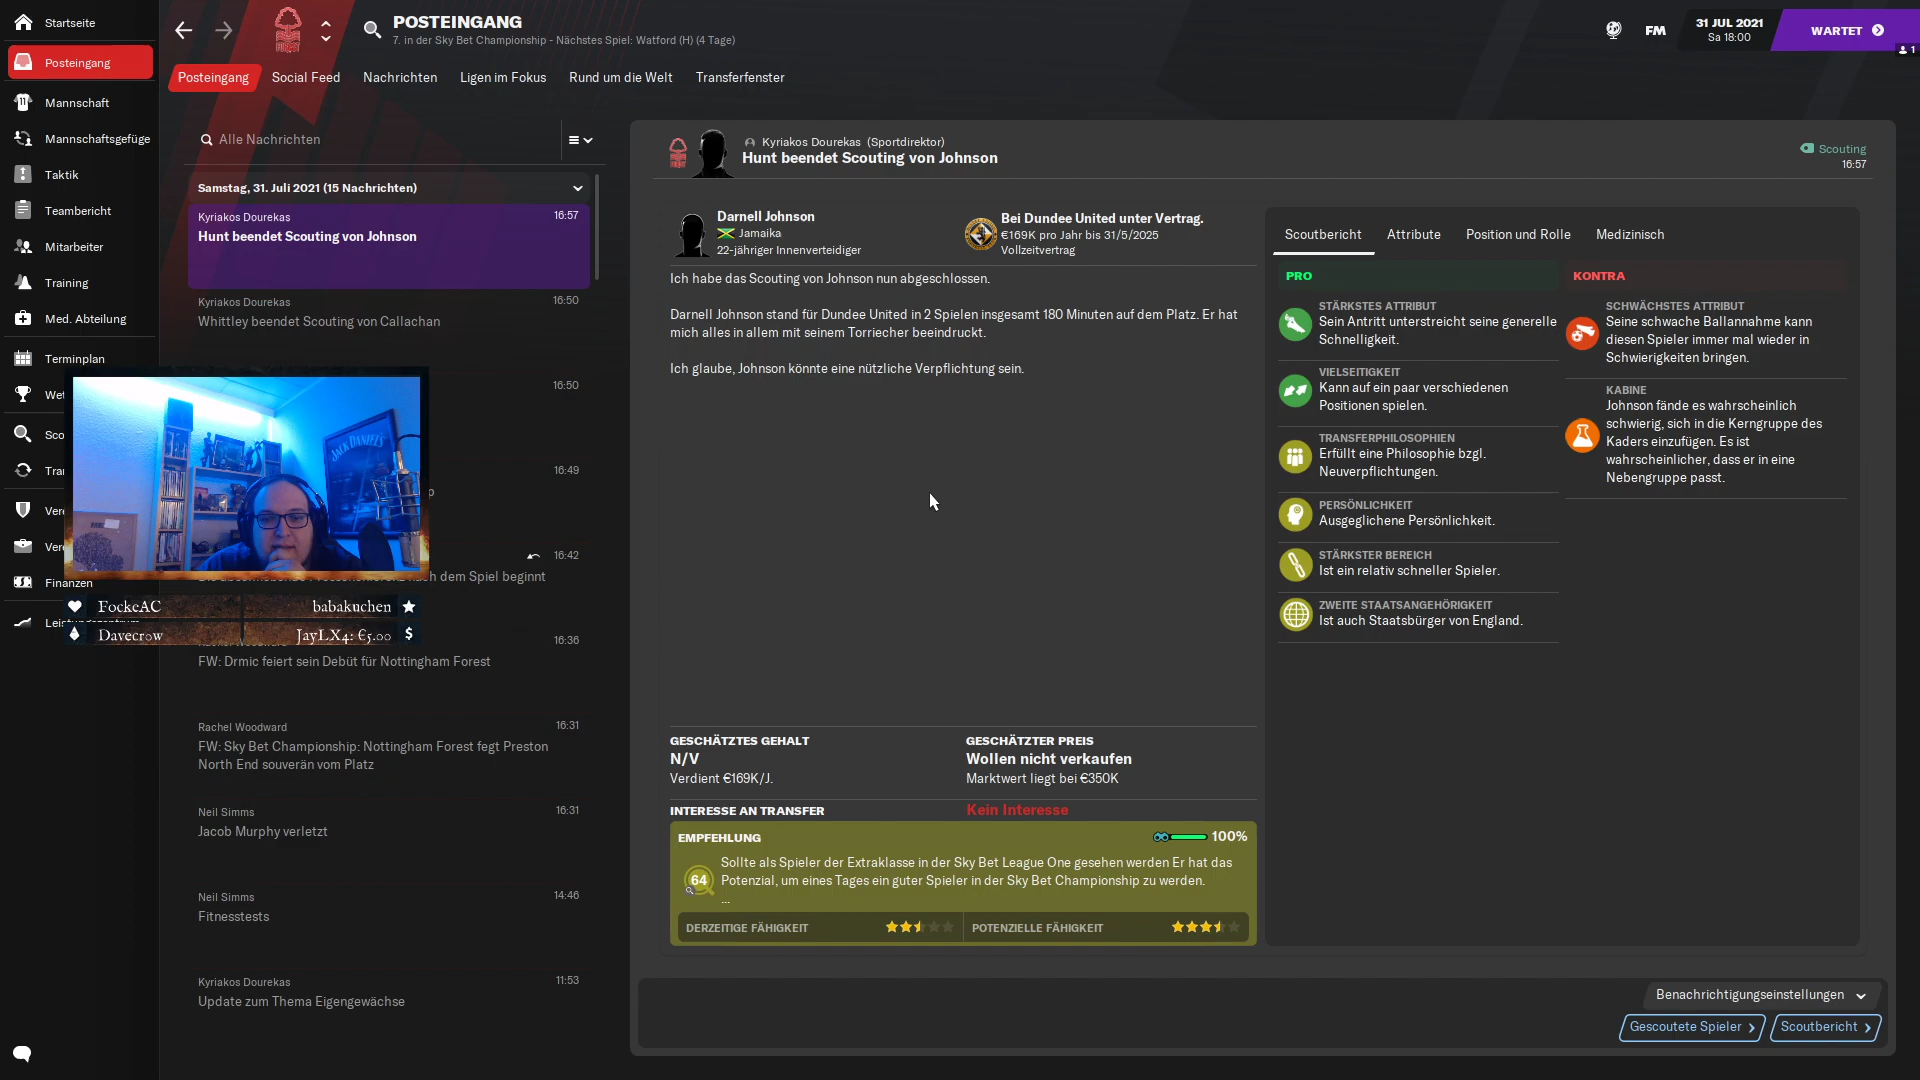 Startseite
Posteingang
Mannschaft
Mannschaftsgefüge
Taktik
Teambericht
Mitarbeiter
Training
Med. Abteilung
Terminplan
Wet
Sco
Tra
Vere
Ver
Finanzen
POSTEINGANG
7. in der Sky Bet Championship - Nächstes Spiel: Watford (H) (4 Tage)
FM
31 JUL 2021
Sa 18:00
WARTET
1
Posteingang
Social Feed
Nachrichten
Ligen im Fokus
Rund um die Welt
Transferfenster
Alle Nachrichten
Samstag, 31. Juli 2021 (15 Nachrichten)
Kyriakos Dourekas 16:57
Hunt beendet Scouting von Johnson
Kyriakos Dourekas 16:50
Whittley beendet Scouting von Callachan
16:50
16:49
p
16:42
dem Spiel beginnt
FockeAC
babakuchen
Davecrow
JayLX4: €5.00
16:36
FW: Drmic feiert sein Debüt für Nottingham Forest
Rachel Woodward 16:31
FW: Sky Bet Championship: Nottingham Forest fegt Preston
North End souverän vom Platz
Neil Simms 16:31
Jacob Murphy verletzt
Neil Simms 14:46
Fitnesstests
Kyriakos Dourekas 11:53
Update zum Thema Eigengewächse
JACK DANIEL'S
Kyriakos Dourekas (Sportdirektor)
Hunt beendet Scouting von Johnson
Scouting
16:57
Darnell Johnson
Jamaika
22-jähriger Innenverteidiger
Bei Dundee United unter Vertrag.
€169K pro Jahr bis 31/5/2025
Vollzeitvertrag
Ich habe das Scouting von Johnson nun abgeschlossen.
Darnell Johnson stand für Dundee United in 2 Spielen insgesamt 180 Minuten auf dem Platz. Er hat
mich alles in allem mit seinem Torriecher beeindruckt.
Ich glaube, Johnson könnte eine nützliche Verpflichtung sein.
GESCHÄTZTES GEHALT
N/V
Verdient €169K/J.
GESCHÄTZTER PREIS
Wollen nicht verkaufen
Marktwert liegt bei €350K
INTERESSE AN TRANSFER
Kein Interesse
EMPFEHLUNG
100%
64
Sollte als Spieler der Extraklasse in der Sky Bet League One gesehen werden Er hat das
Potenzial, um eines Tages ein guter Spieler in der Sky Bet Championship zu werden.
...
DERZEITIGE FÄHIGKEIT
POTENZIELLE FÄHIGKEIT
Scoutbericht
Attribute
Position und Rolle
Medizinisch
PRO
STÄRKSTES ATTRIBUT
Sein Antritt unterstreicht seine generelle
Schnelligkeit.
VIELSEITIGKEIT
Kann auf ein paar verschiedenen
Positionen spielen.
TRANSFERPHILOSOPHIEN
Erfüllt eine Philosophie bzgl.
Neuverpflichtungen.
PERSÖNLICHKEIT
Ausgeglichene Persönlichkeit.
STÄRKSTER BEREICH
Ist ein relativ schneller Spieler.
ZWEITE STAATSANGEHÖRIGKEIT
Ist auch Staatsbürger von England.
KONTRA
SCHWÄCHSTES ATTRIBUT
Seine schwache Ballannahme kann
diesen Spieler immer mal wieder in
Schwierigkeiten bringen.
KABINE
Johnson fände es wahrscheinlich
schwierig, sich in die Kerngruppe des
Kaders einzufügen. Es ist
wahrscheinlicher, dass er in eine
Nebengruppe passt.
Benachrichtigungseinstellungen
Gescoutete Spieler
Scoutbericht